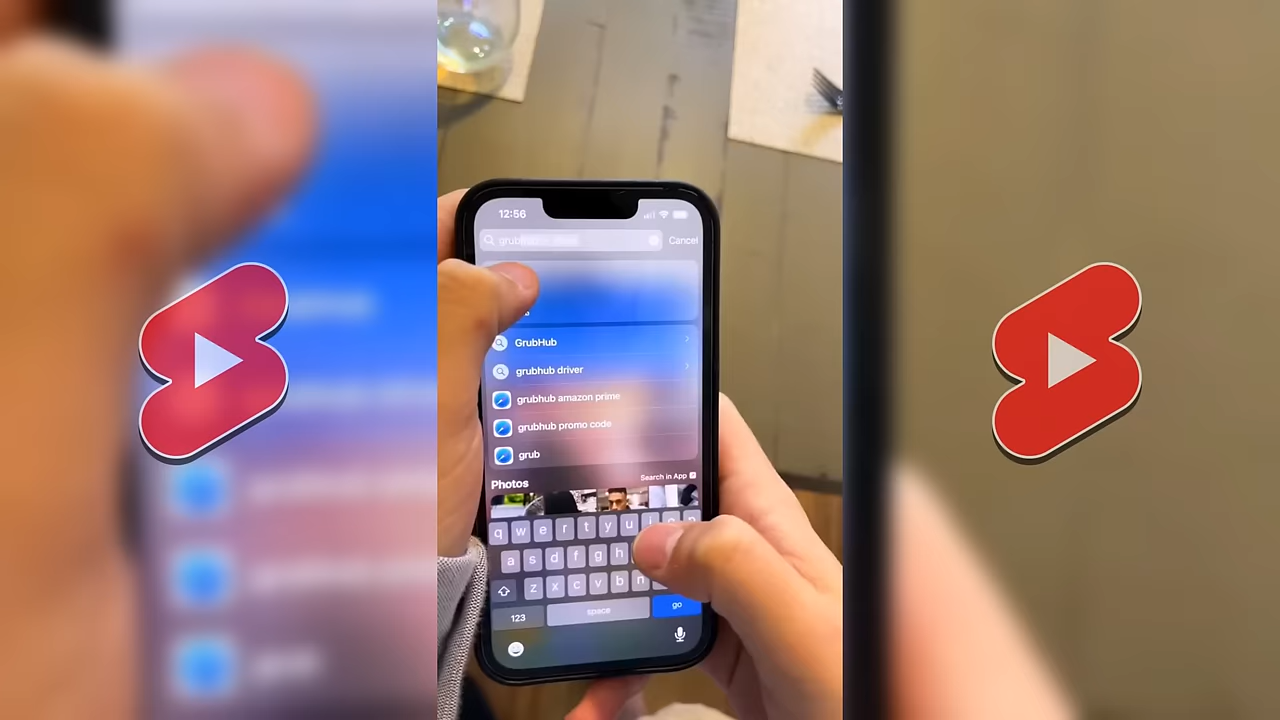 12:56
grub
Cancel
GrubHub
grubhub driver
grubhub amazon prime
grubhub promo code
grub
Photos
Search in App
q w e r t y u
a s d f g h
z x c v b n
123
space
go